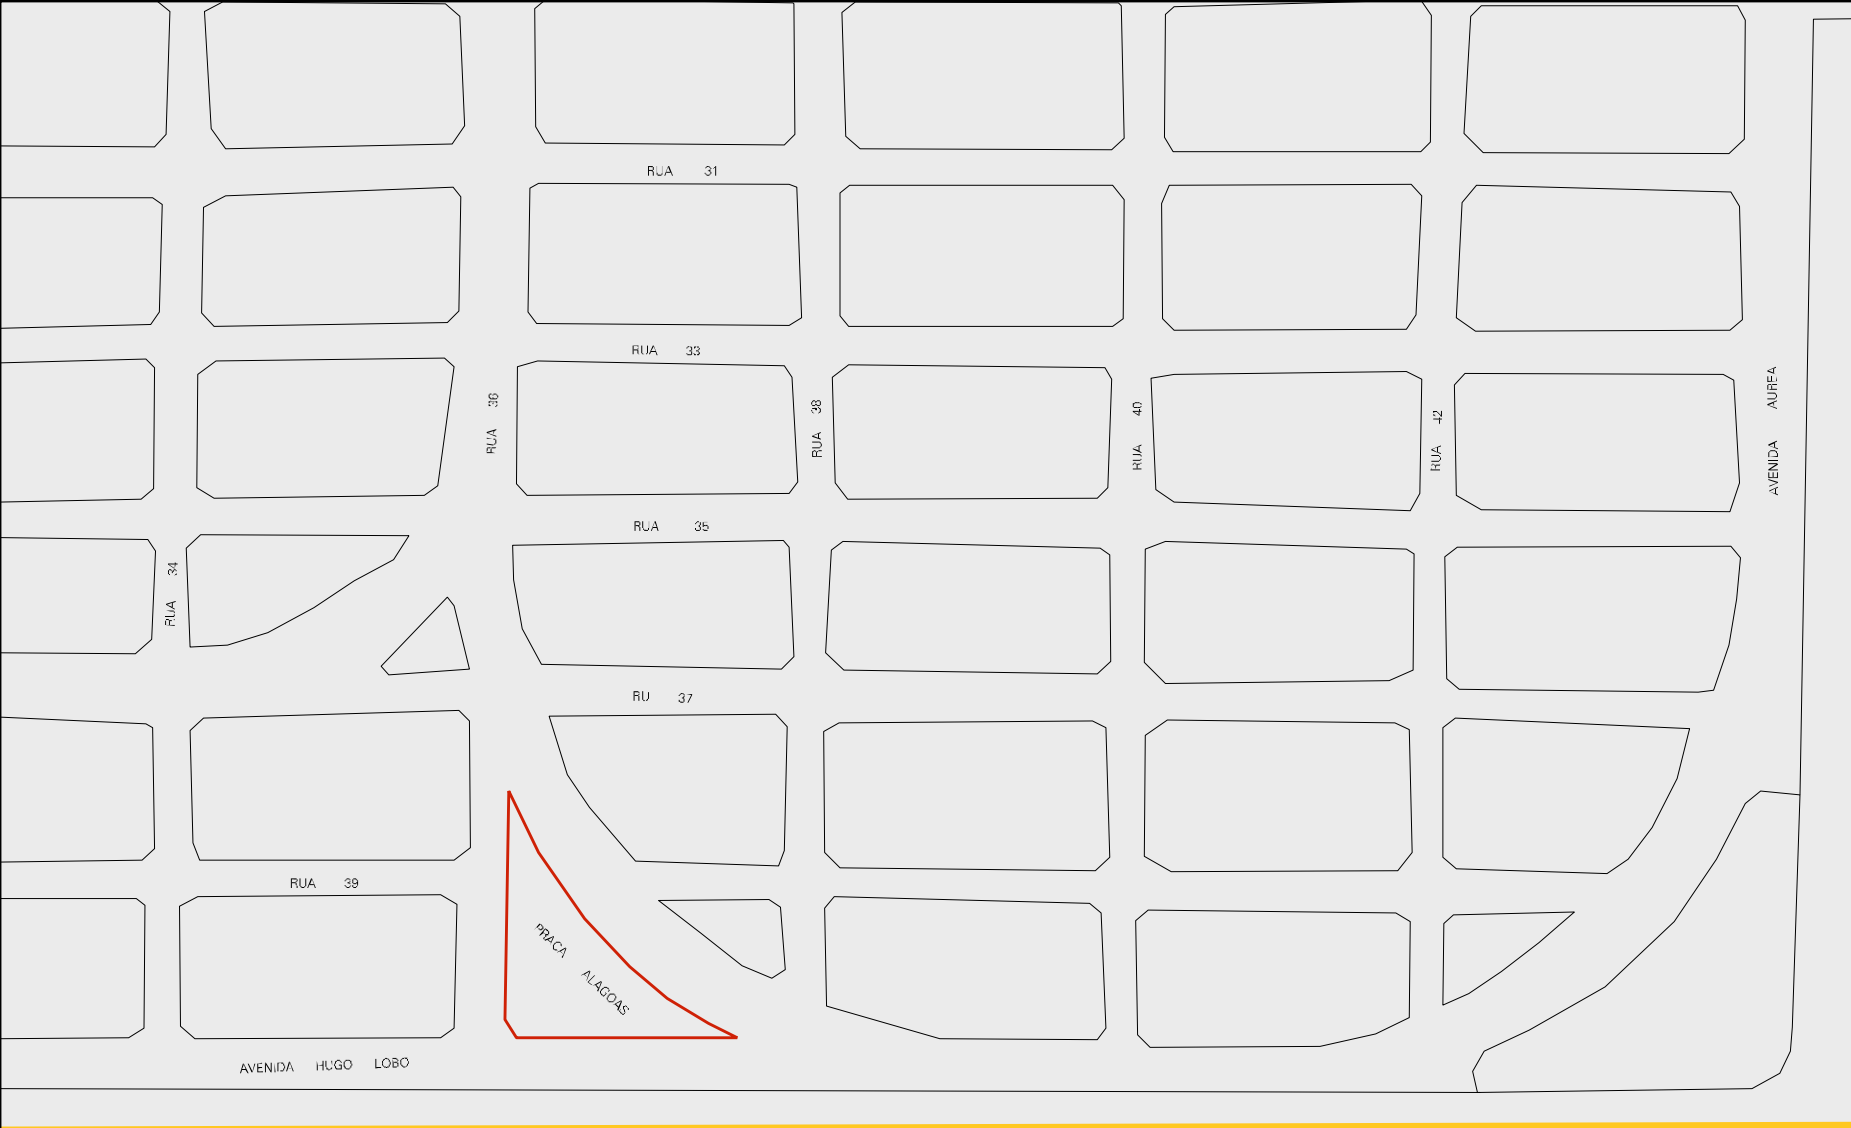 RUA 31
RUA 33
RUA 36
RUA 38
RUA 40
RUA 42
AVENIDA AUREA
RUA 35
RUA 34
RU 37
RUA 39
PRACA ALAGOAS
AVENIDA HUGO LOBO